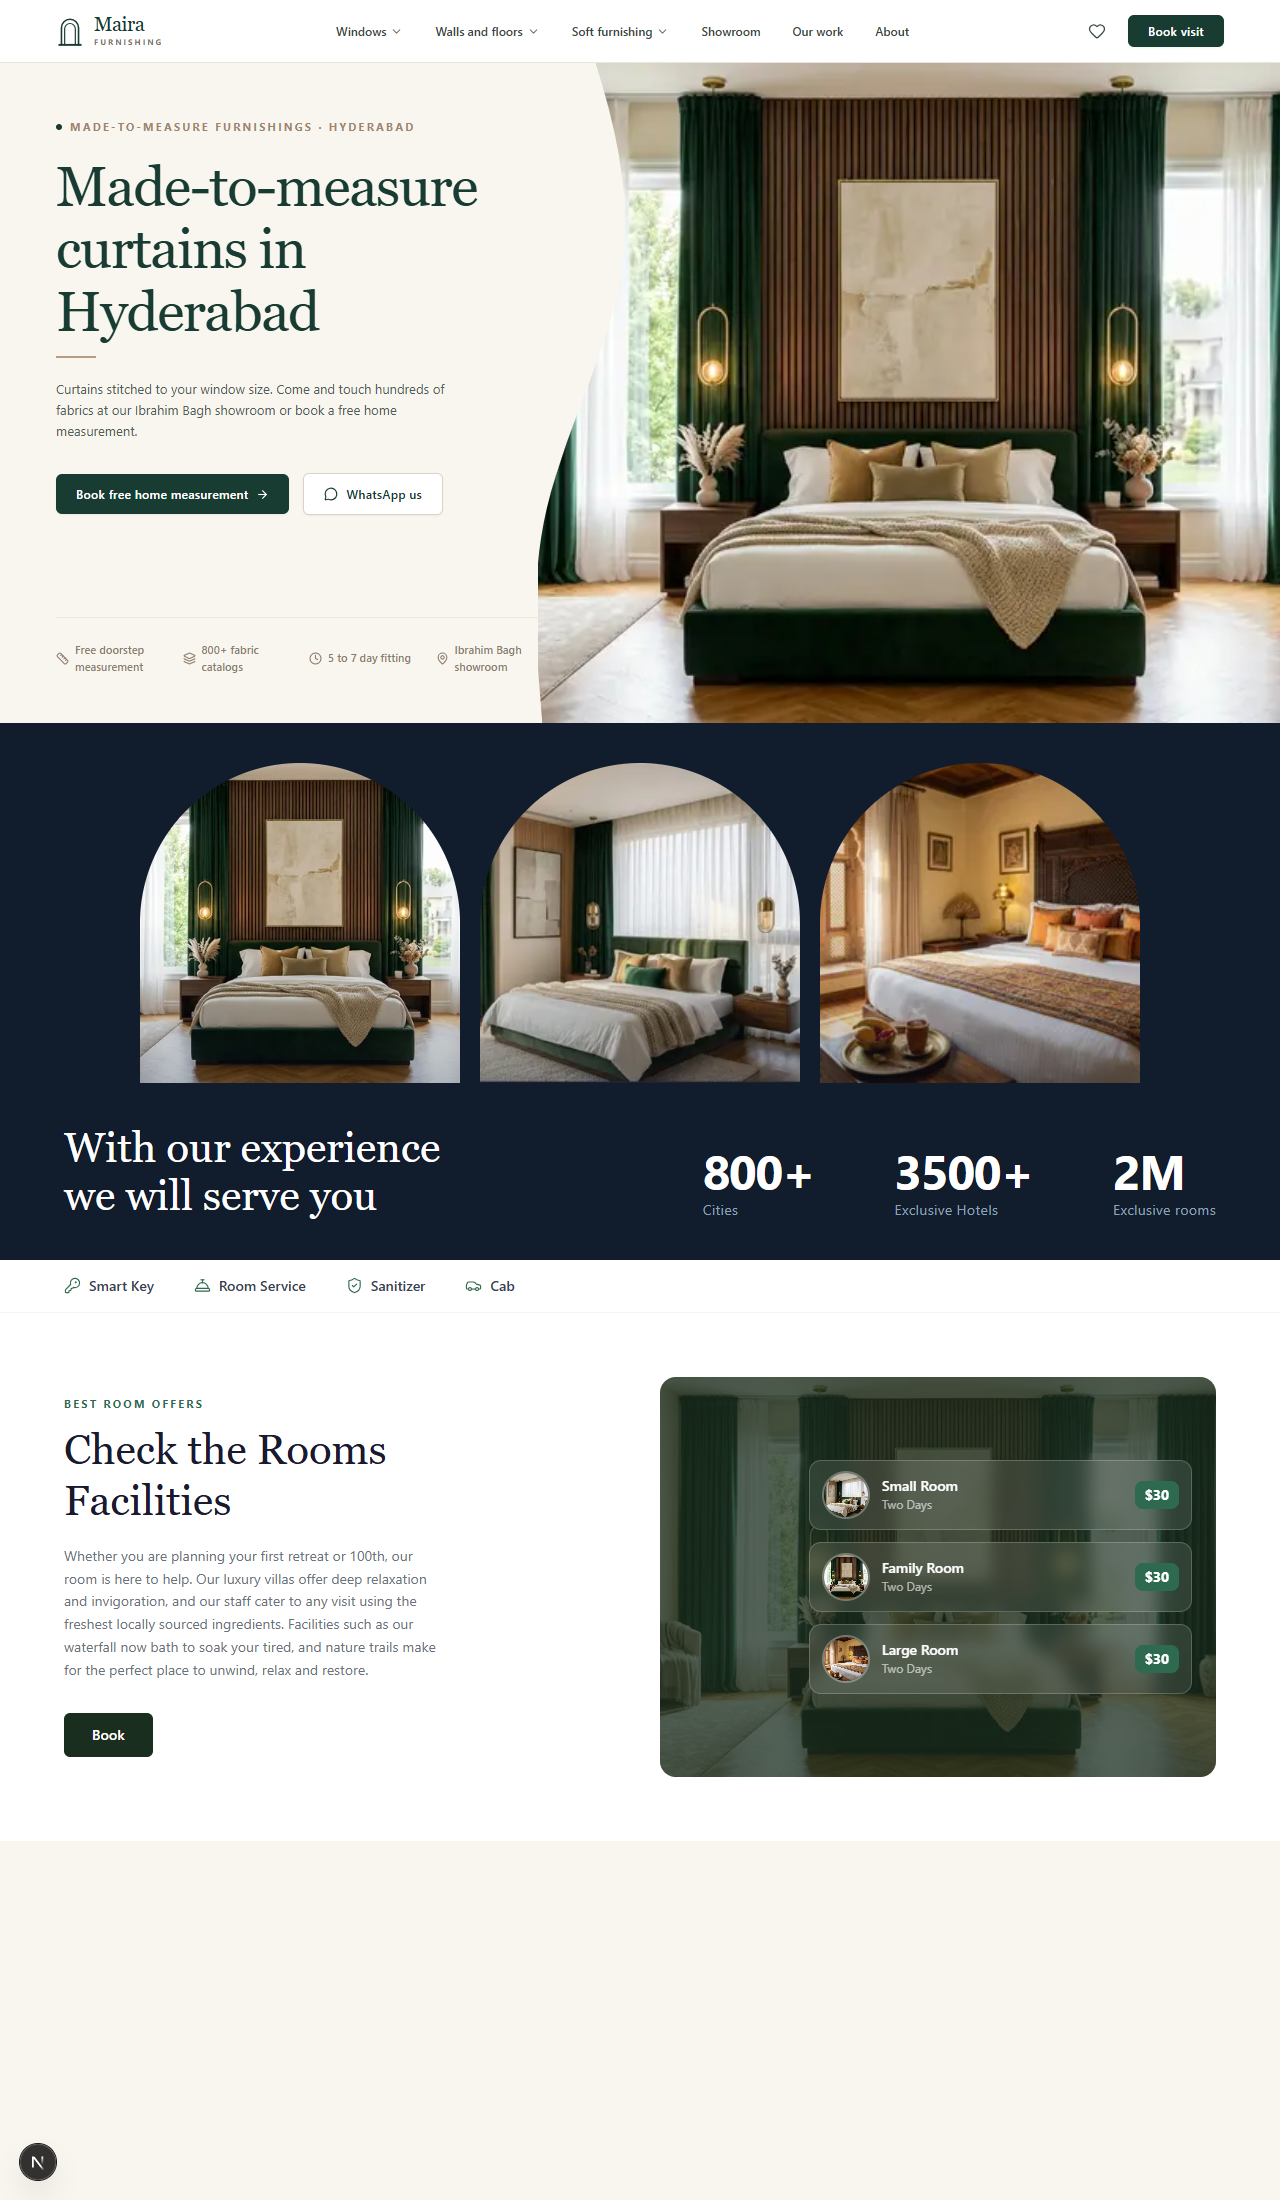 Maira
FURNISHING
Windows
Walls and floors
Soft furnishing
Showroom
Our work
About
Book visit
MADE-TO-MEASURE FURNISHINGS · HYDERABAD
Made-to-measure
curtains in
Hyderabad
Curtains stitched to your window size. Come and touch hundreds of
fabrics at our Ibrahim Bagh showroom or book a free home
measurement.
Book free home measurement
WhatsApp us
Free doorstep
measurement
800+ fabric
catalogs
5 to 7 day fitting
Ibrahim Bagh
showroom
With our experience
we will serve you
800+
Cities
3500+
Exclusive Hotels
2M
Exclusive rooms
Smart Key
Room Service
Sanitizer
Cab
BEST ROOM OFFERS
Check the Rooms
Facilities
Whether you are planning your first retreat or 100th, our
room is here to help. Our luxury villas offer deep relaxation
and invigoration, and our staff cater to any visit using the
freshest locally sourced ingredients. Facilities such as our
waterfall now bath to soak your tired, and nature trails make
for the perfect place to unwind, relax and restore.
Book
Small Room
Two Days
$30
Family Room
Two Days
$30
Large Room
Two Days
$30
N